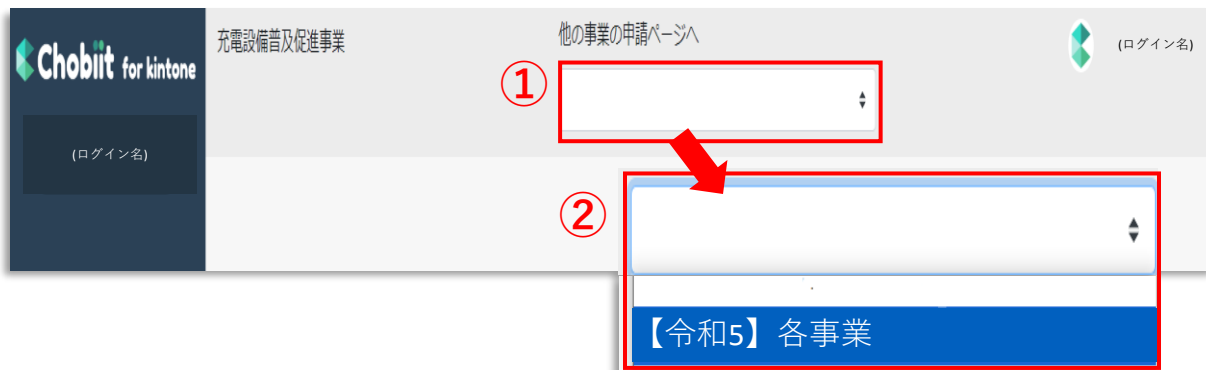 Chobiit for kintone
(ログイン名)
充電設備普及促進事業
他の事業の申請ページへ
①
(ログイン名)
②
【令和5】各事業